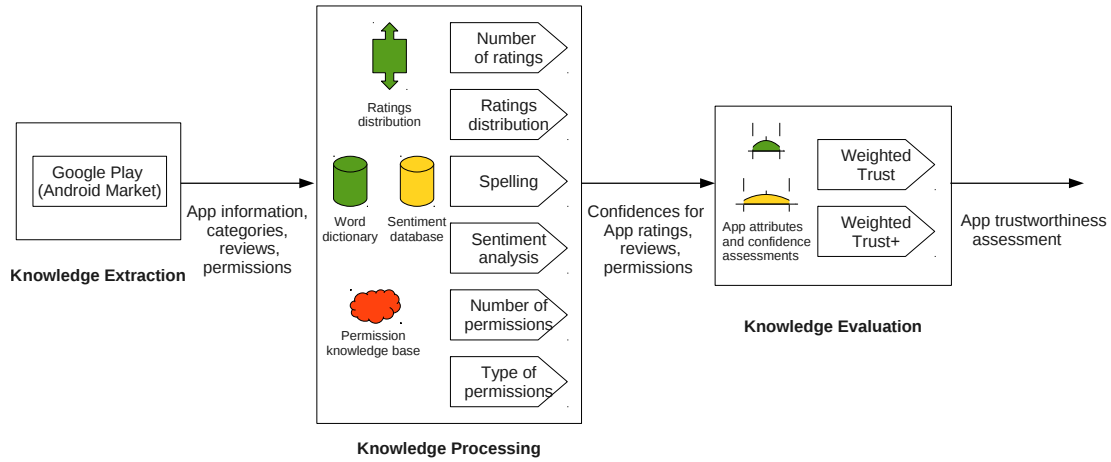 Google Play
(Android Market)
Knowledge Extraction
App information,
categories,
reviews,
permissions
Ratings
distribution
Word
dictionary
Sentiment
database
Permission
knowledge base
Number
of ratings
Ratings
distribution
Spelling
Sentiment
analysis
Number of
permissions
Type of
permissions
Knowledge Processing
Confidences for
App ratings,
reviews,
permissions
App attributes
and confidence
assessments
Weighted
Trust
Weighted
Trust+
Knowledge Evaluation
App trustworthiness
assessment